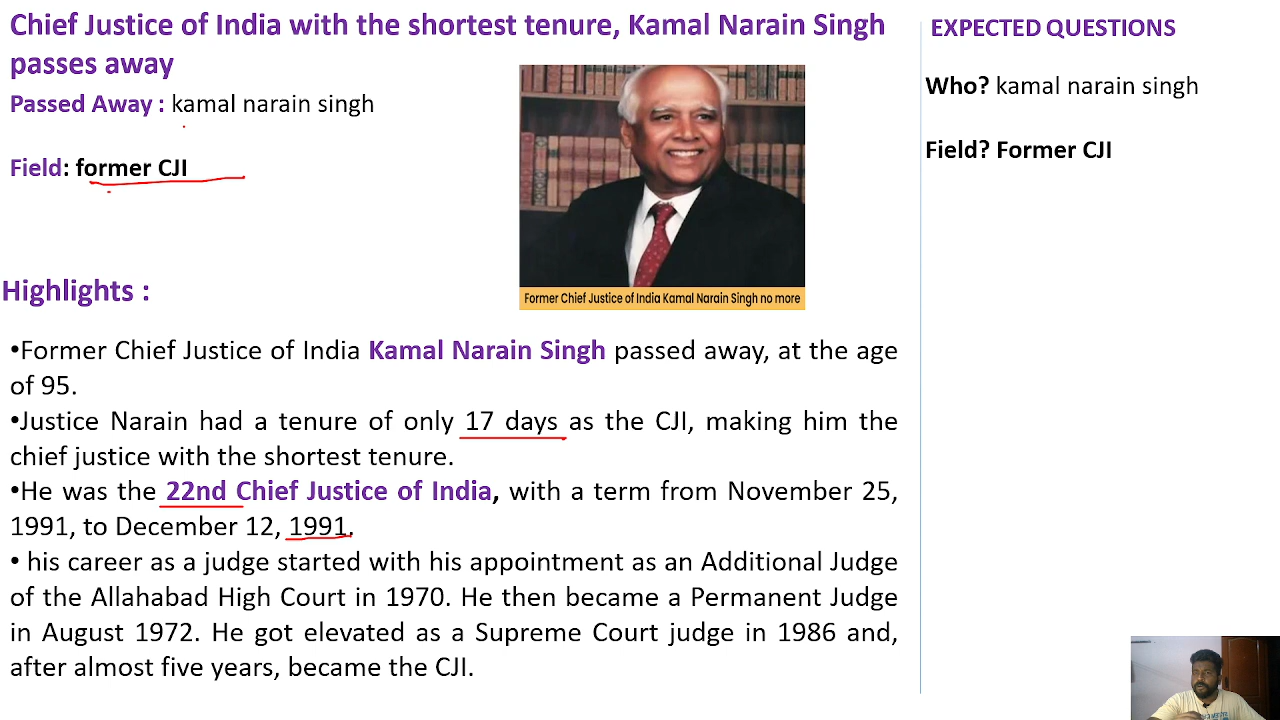 Chief Justice of India with the shortest tenure, Kamal Narain Singh
passes away
Passed Away : kamal narain singh
Field: former CJI
Former Chief Justice of India Kamal Narain Singh no more
Highlights :
•Former Chief Justice of India Kamal Narain Singh passed away, at the age
of 95.
•Justice Narain had a tenure of only 17 days as the CJI, making him the
chief justice with the shortest tenure.
•He was the 22nd Chief Justice of India, with a term from November 25,
1991, to December 12, 1991.
• his career as a judge started with his appointment as an Additional Judge
of the Allahabad High Court in 1970. He then became a Permanent Judge
in August 1972. He got elevated as a Supreme Court judge in 1986 and,
after almost five years, became the CJI.
EXPECTED QUESTIONS
Who? kamal narain singh
Field? Former CJI